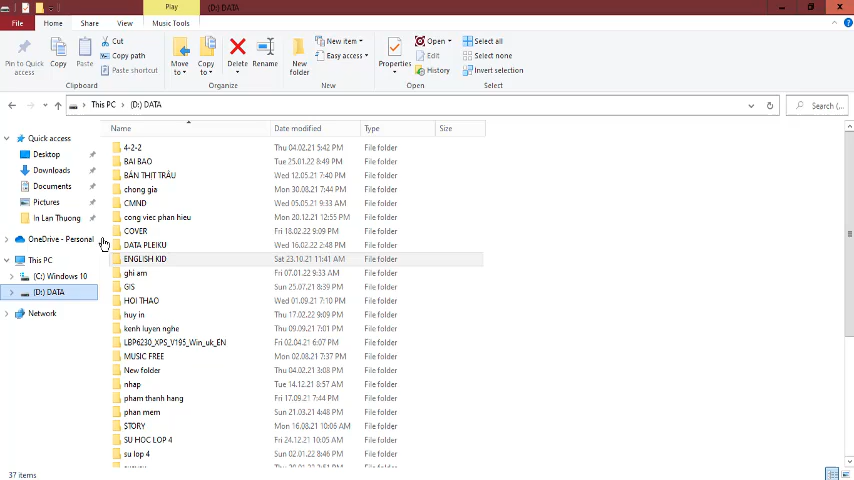 Play
(D:) DATA
File Home Share View Music Tools
Pin to Quick access
Copy
Paste
Cut
Copy path
Paste shortcut
Clipboard
Move to
Copy to
Delete
Rename
Organize
New folder
New item
Easy access
New
Properties
Open
Edit
History
Open
Select all
Select none
Invert selection
Select
This PC (D:) DATA
Search (...
Name Date modified Type Size
Quick access
Desktop
Downloads
Documents
Pictures
In Lan Thuong
OneDrive - Personal
This PC
(C:) Windows 10
(D:) DATA
Network
4-2-2 Thu 04.02.21 5:42 PM File folder
BAI BAO Tue 25.01.22 8:49 PM File folder
BÁN THỊT TRÂU Wed 12.05.21 7:40 PM File folder
chong gia Mon 30.08.21 7:44 PM File folder
CMND Wed 05.05.21 9:33 AM File folder
cong viec phan hieu Mon 20.12.21 12:55 PM File folder
COVER Fri 18.02.22 9:09 PM File folder
DATA PLEIKU Wed 16.02.22 2:48 PM File folder
ENGLISH KID Sat 23.10.21 11:41 AM File folder
ghi am Fri 07.01.22 9:33 AM File folder
GIS Sun 25.07.21 8:39 PM File folder
HOI THAO Wed 01.09.21 7:10 PM File folder
huy in Thu 17.02.22 9:09 PM File folder
kenh luyen nghe Thu 09.09.21 7:01 PM File folder
LBP6230_XPS_V195_Win_uk_EN Fri 02.04.21 6:07 PM File folder
MUSIC FREE Mon 02.08.21 7:37 PM File folder
New folder Thu 04.02.21 3:08 PM File folder
nhap Tue 14.12.21 8:57 AM File folder
pham thanh hang Fri 17.09.21 7:44 PM File folder
phan mem Sun 21.03.21 4:48 PM File folder
STORY Mon 16.08.21 10:06 AM File folder
SU HOC LOP 4 Fri 24.12.21 10:05 AM File folder
su lop 4 Sun 02.01.22 8:46 PM File folder
37 items